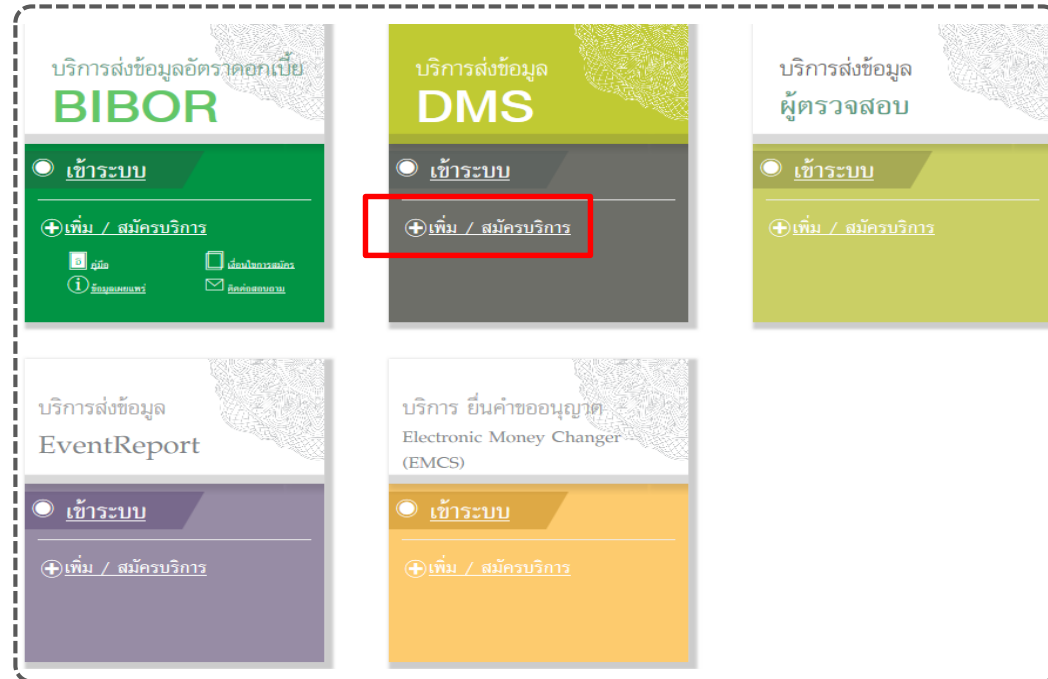 บริการส่งข้อมูลอัตราดอกเบี้ย
BIBOR
เข้าระบบ
เพิ่ม / สมัครบริการ
คู่มือ
เงื่อนไขการสมัคร
ข้อมูลเผยแพร่
ติดต่อสอบถาม
บริการส่งข้อมูล
DMS
เข้าระบบ
เพิ่ม / สมัครบริการ
บริการส่งข้อมูล
ผู้ตรวจสอบ
เข้าระบบ
เพิ่ม / สมัครบริการ
บริการส่งข้อมูล
EventReport
เข้าระบบ
เพิ่ม / สมัครบริการ
บริการ ยื่นคำขออนุญาต
Electronic Money Changer
(EMCS)
เข้าระบบ
เพิ่ม / สมัครบริการ